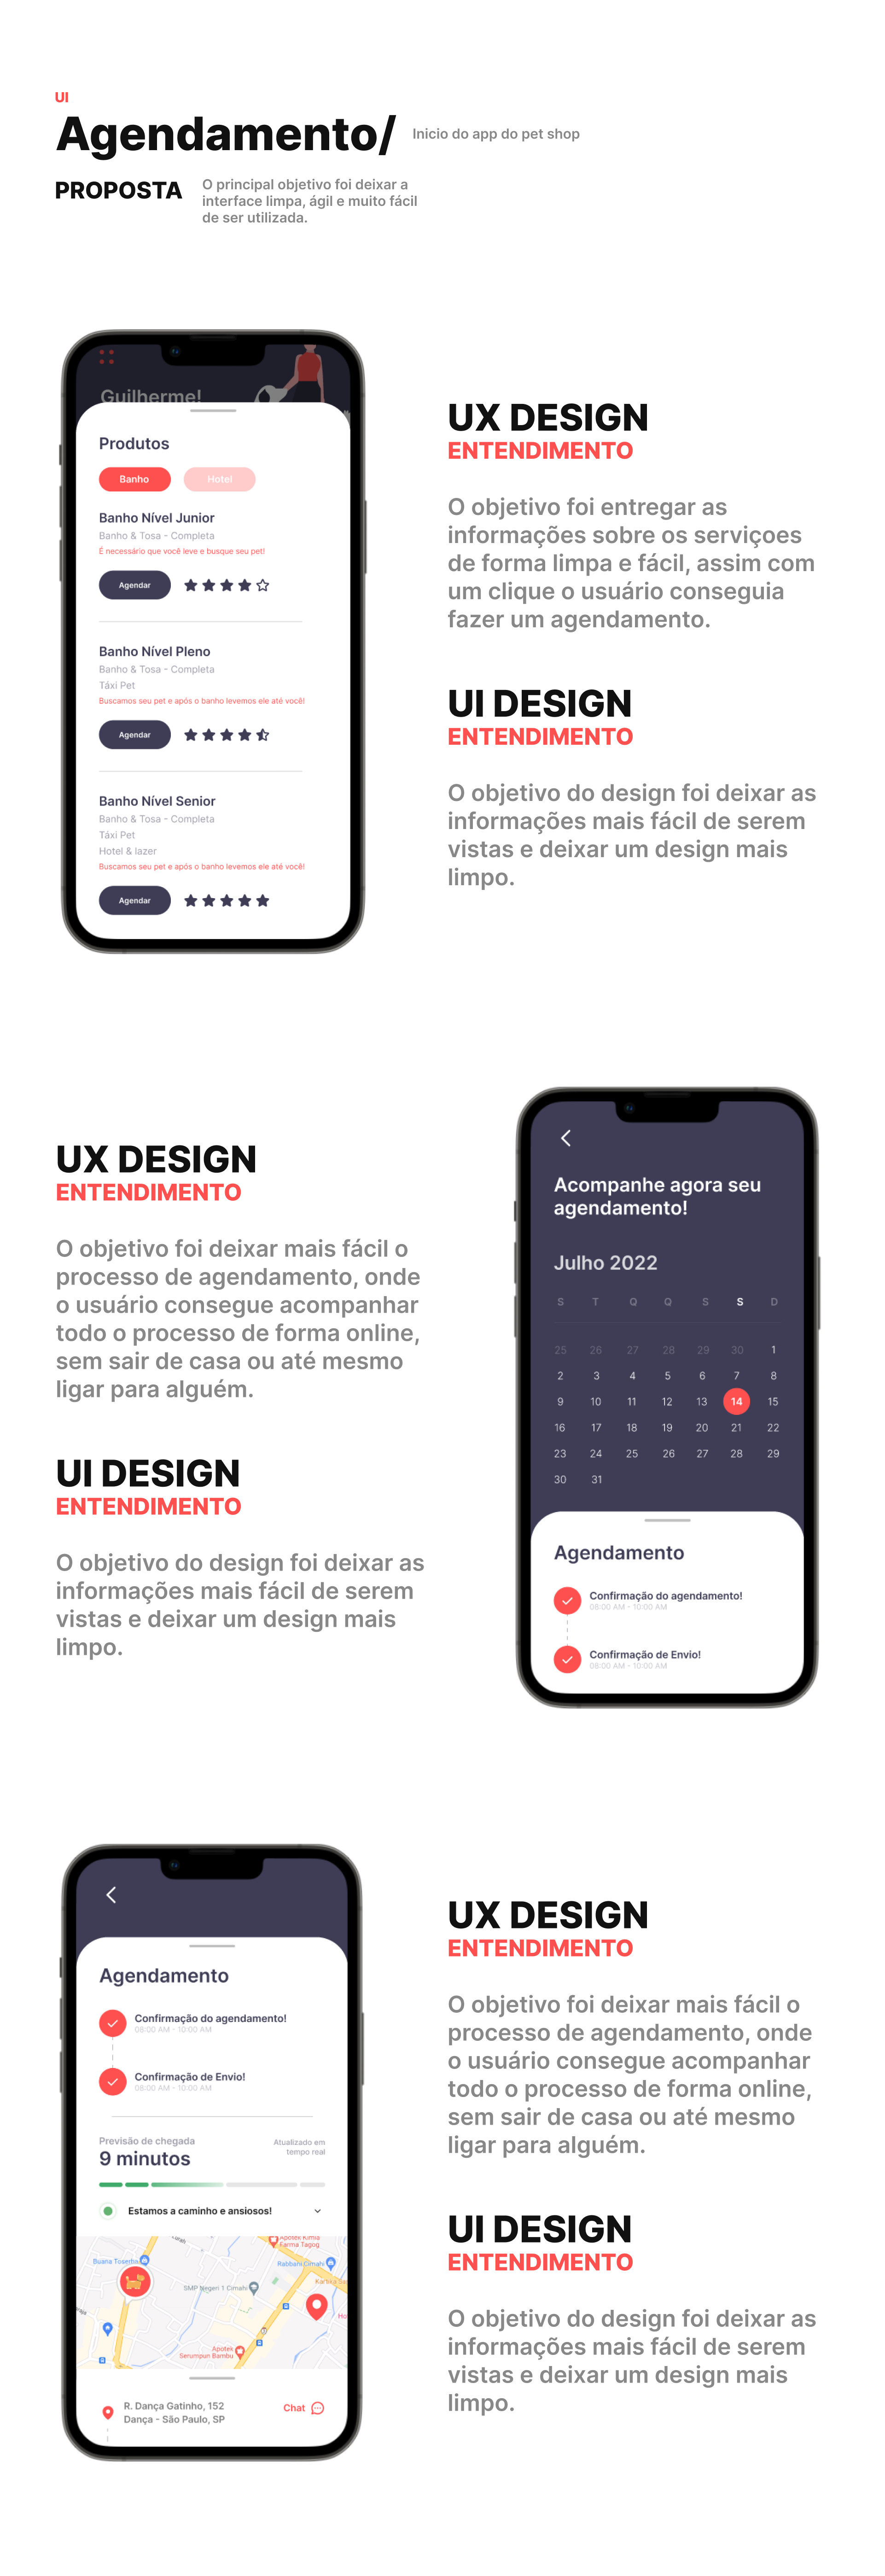 UI
Agendamento/
Inicio do app do pet shop
PROPOSTA
O principal objetivo foi deixar a
interface limpa, ágil e muito fácil
de ser utilizada.
Guilherme!
Produtos
Banho
Hotel
Banho Nível Junior
Banho & Tosa - Completa
É necessário que você leve e busque seu pet!
Agendar
Banho Nível Pleno
Banho & Tosa - Completa
Táxi Pet
Buscamos seu pet e após o banho levemos ele até você!
Agendar
Banho Nível Senior
Banho & Tosa - Completa
Táxi Pet
Hotel & lazer
Buscamos seu pet e após o banho levemos ele até você!
Agendar
UX DESIGN
ENTENDIMENTO
O objetivo foi entregar as
informações sobre os serviçoes
de forma limpa e fácil, assim com
um clique o usuário conseguia
fazer um agendamento.
UI DESIGN
ENTENDIMENTO
O objetivo do design foi deixar as
informações mais fácil de serem
vistas e deixar um design mais
limpo.
UX DESIGN
ENTENDIMENTO
O objetivo foi deixar mais fácil o
processo de agendamento, onde
o usuário consegue acompanhar
todo o processo de forma online,
sem sair de casa ou até mesmo
ligar para alguém.
UI DESIGN
ENTENDIMENTO
O objetivo do design foi deixar as
informações mais fácil de serem
vistas e deixar um design mais
limpo.
Acompanhe agora seu
agendamento!
Julho 2022
S T Q Q S S D
25 26 27 28 29 30 1
2 3 4 5 6 7 8
9 10 11 12 13 14 15
16 17 18 19 20 21 22
23 24 25 26 27 28 29
30 31
Agendamento
Confirmação do agendamento!
08:00 AM - 10:00 AM
Confirmação de Envio!
08:00 AM - 10:00 AM
Agendamento
Confirmação do agendamento!
08:00 AM - 10:00 AM
Confirmação de Envio!
08:00 AM - 10:00 AM
Previsão de chegada
9 minutos
Atualizado em
tempo real
Estamos a caminho e ansiosos!
Apotek Kimia
Farma Tagog
Buana Toserba
Rabbani Cimahi
SMP Negeri 1 Cimahi
Apotek
Serumpun Bambu
R. Dança Gatinho, 152
Dança - São Paulo, SP
Chat
UX DESIGN
ENTENDIMENTO
O objetivo foi deixar mais fácil o
processo de agendamento, onde
o usuário consegue acompanhar
todo o processo de forma online,
sem sair de casa ou até mesmo
ligar para alguém.
UI DESIGN
ENTENDIMENTO
O objetivo do design foi deixar as
informações mais fácil de serem
vistas e deixar um design mais
limpo.